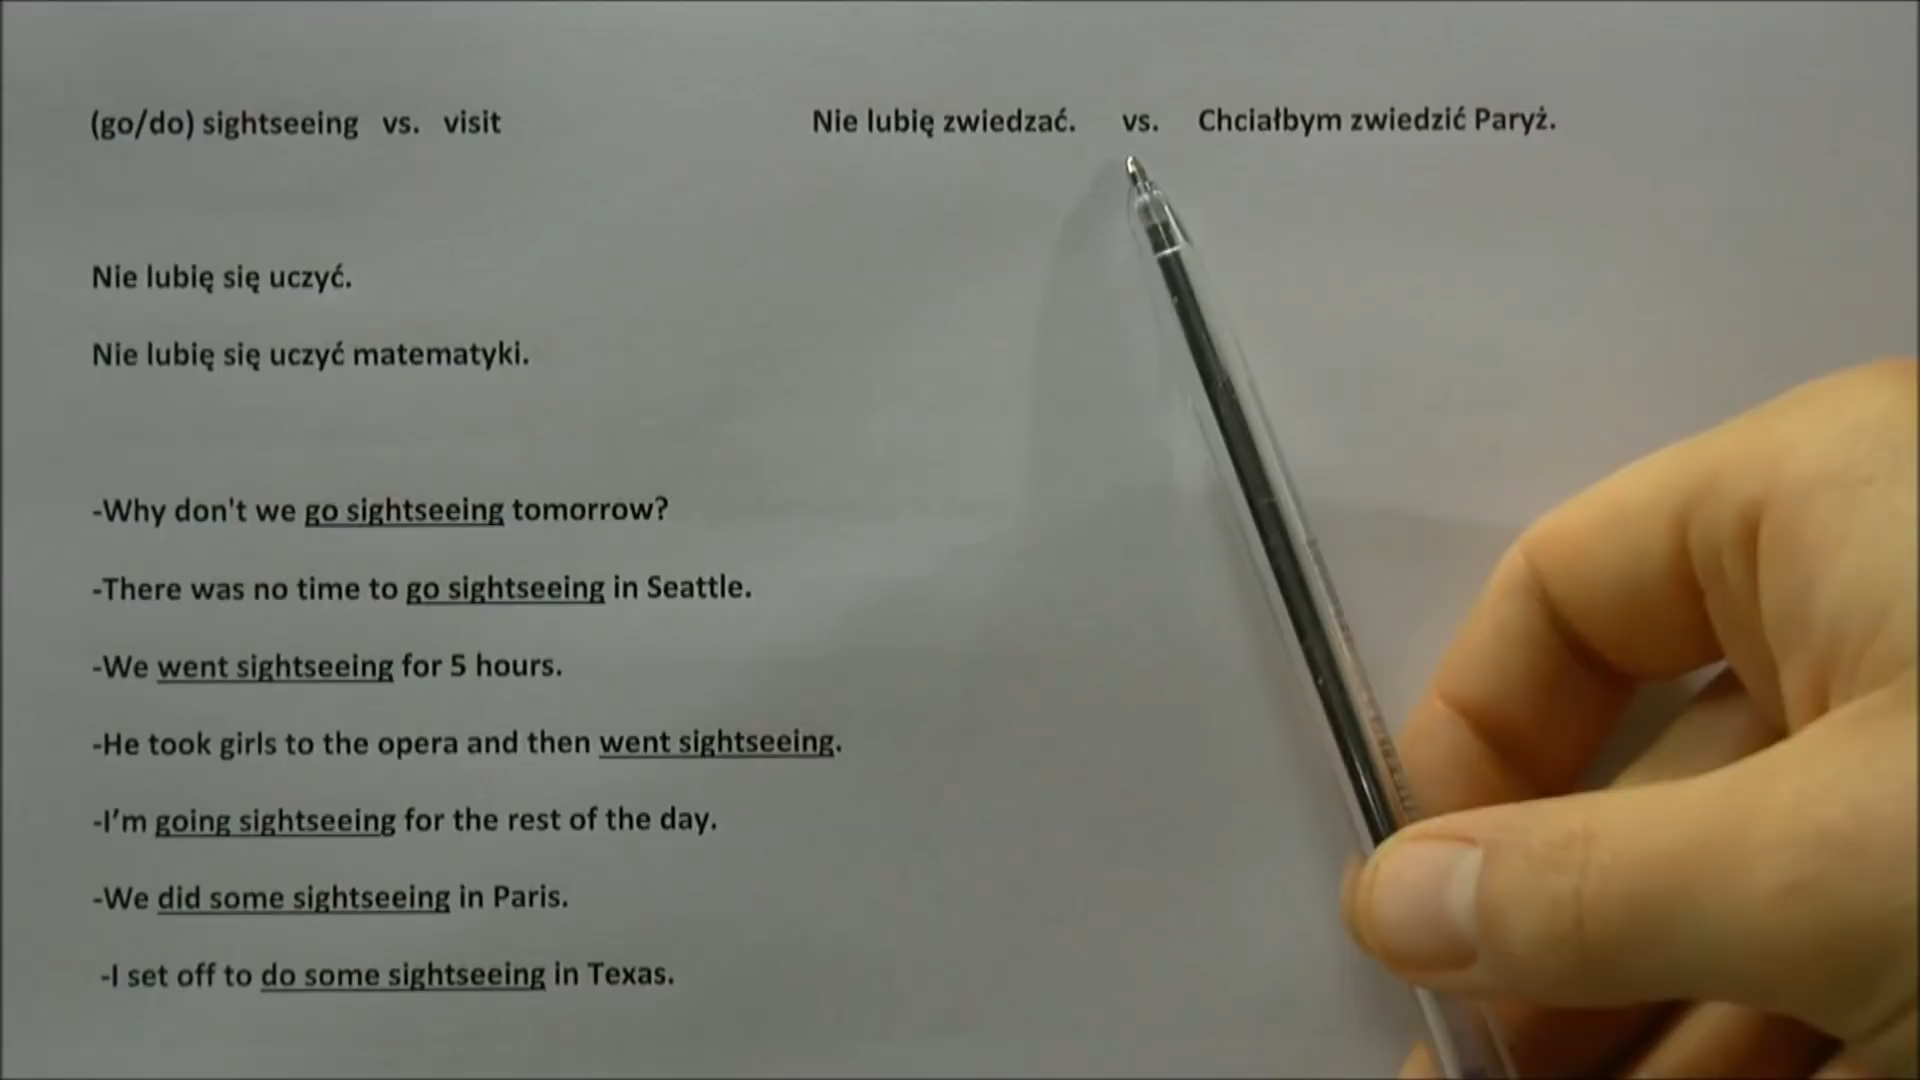 (go/do) sightseeing vs. visit
Nie lubię zwiedzać. vs. Chciałbym zwiedzić Paryż.
Nie lubię się uczyć.
Nie lubię się uczyć matematyki.
-Why don't we go sightseeing tomorrow?
-There was no time to go sightseeing in Seattle.
-We went sightseeing for 5 hours.
-He took girls to the opera and then went sightseeing.
-I’m going sightseeing for the rest of the day.
-We did some sightseeing in Paris.
-I set off to do some sightseeing in Texas.